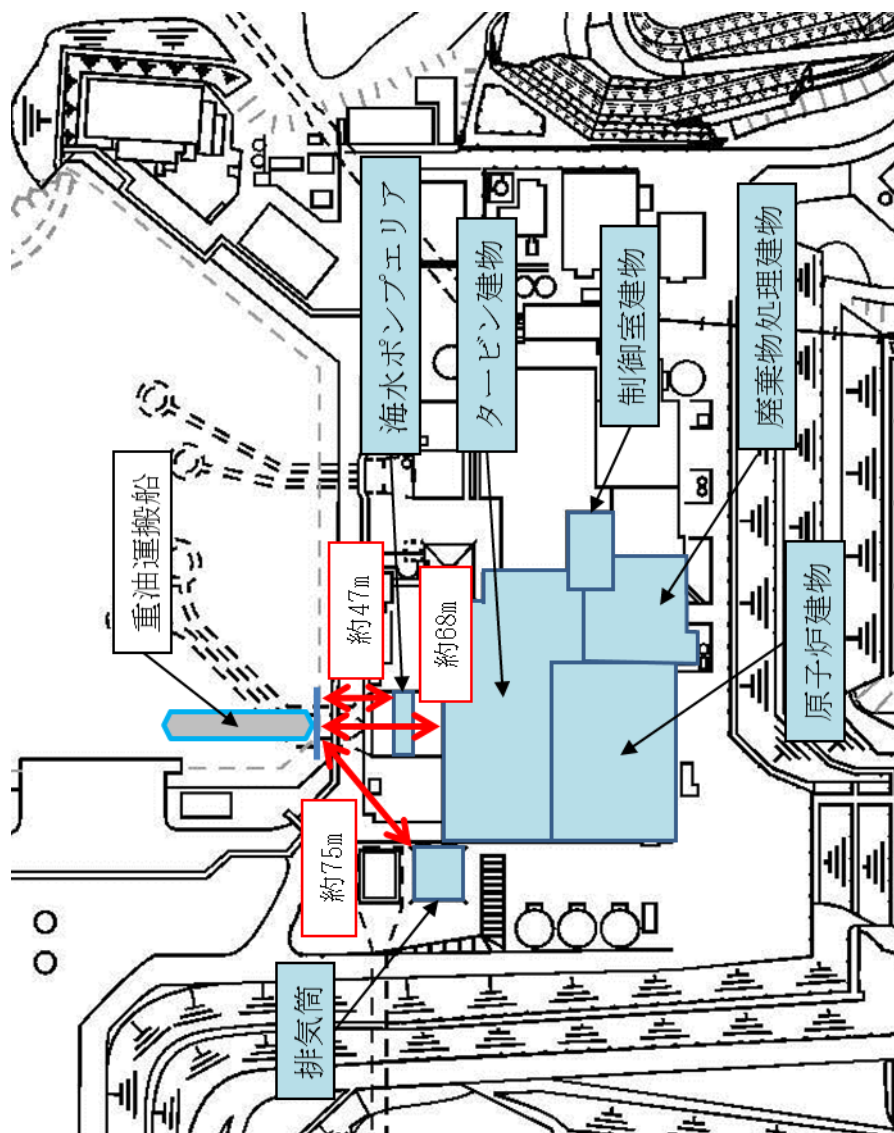 重油運搬船
海水ポンプエリア
タービン建物
制御室建物
廃棄物処理建物
約47m
約68m
約75m
排気筒
原子炉建物